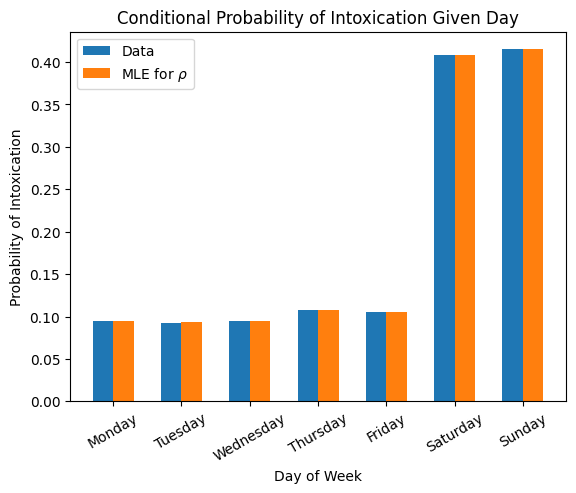 Conditional Probability of Intoxication Given Day
Data
MLE for ρ
Probability of Intoxication
0.40
0.35
0.30
0.25
0.20
0.15
0.10
0.05
0.00
Monday
Tuesday
Wednesday
Thursday
Friday
Saturday
Sunday
Day of Week